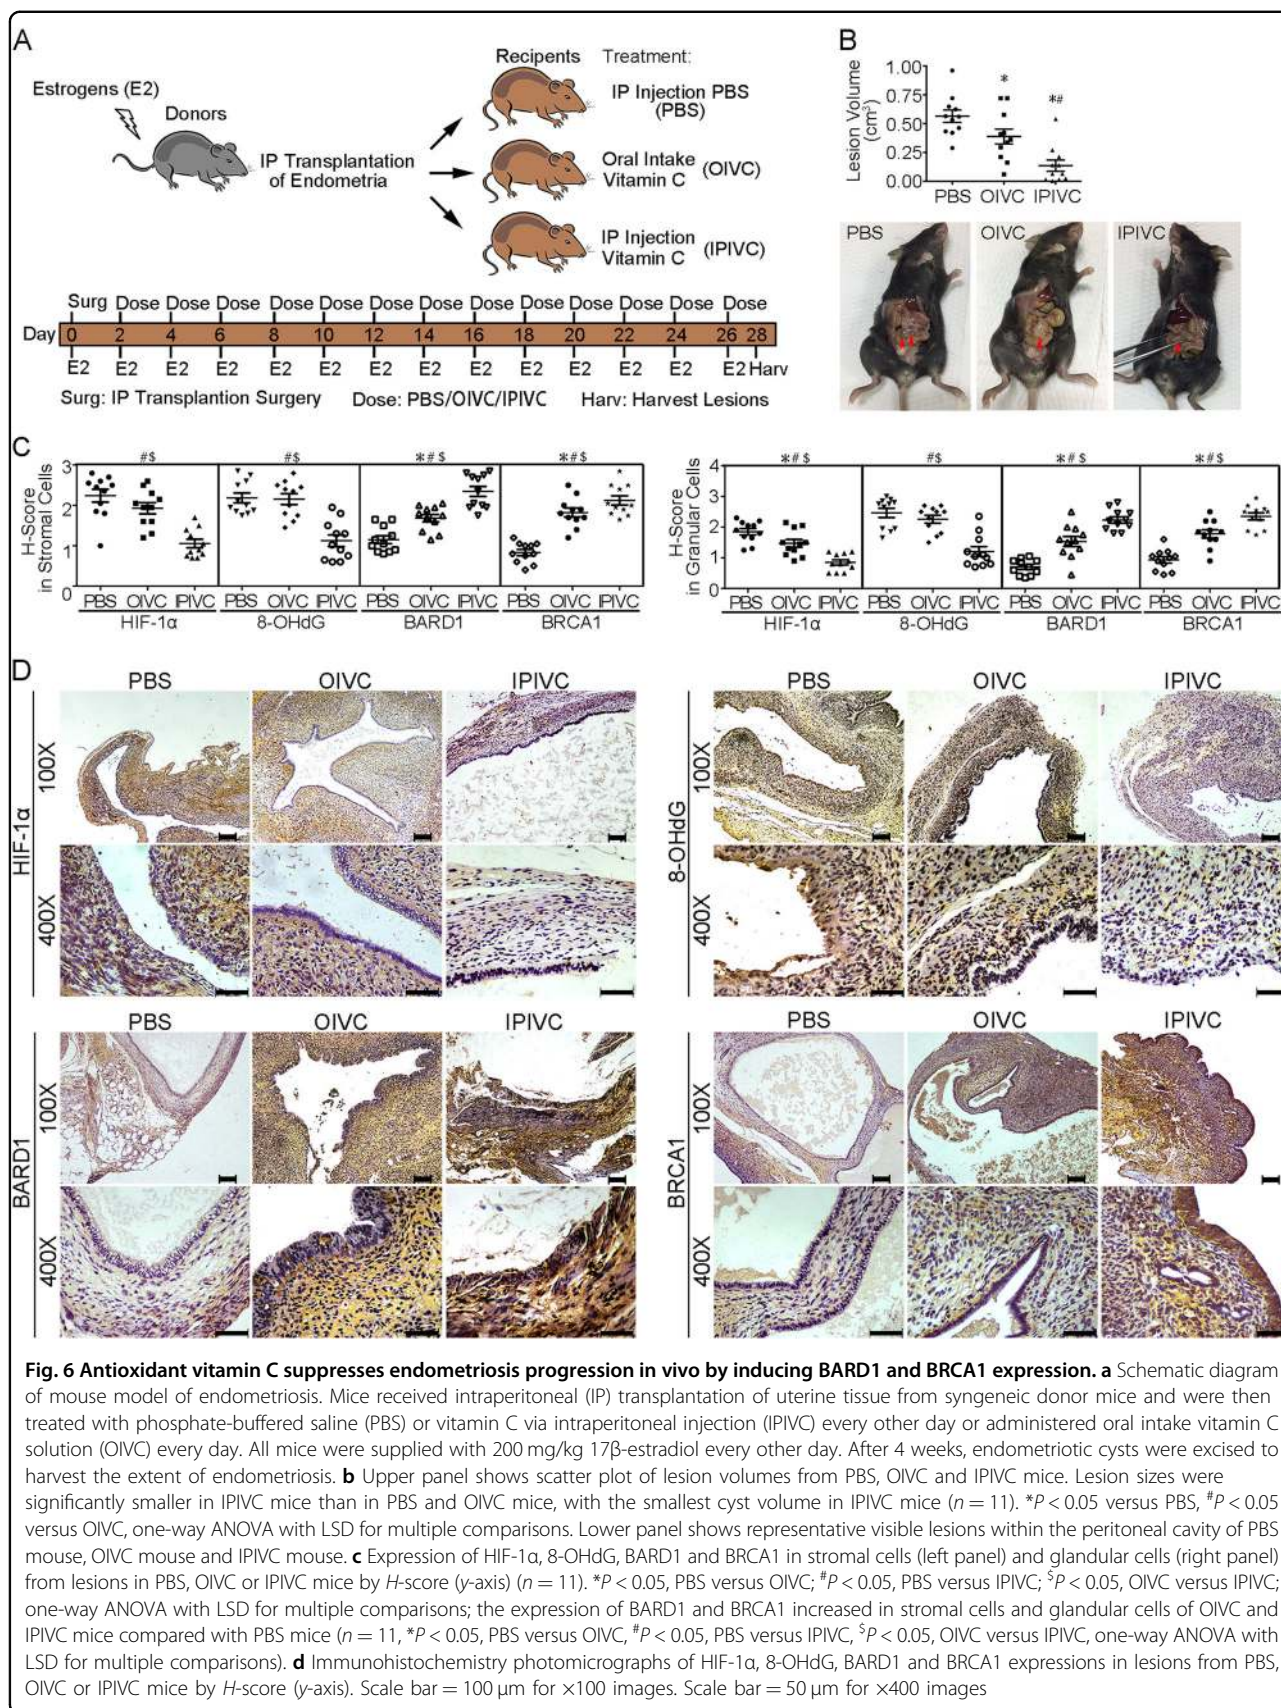 A
Estrogens (E2)
Donors
IP Transplantation
of Endometria
Recipents
Treatment:
IP Injection PBS
(PBS)
Oral Intake
Vitamin C
(OIVC)
IP Injection
Vitamin C
(IPIVC)
Surg Dose Dose Dose Dose Dose Dose Dose Dose Dose Dose Dose Dose Dose
Day 0 2 4 6 8 10 12 14 16 18 20 22 24 26 28
E2 E2 E2 E2 E2 E2 E2 E2 E2 E2 E2 E2 E2 E2 Harv
Surg: IP Transplantion Surgery Dose: PBS/OIVC/IPIVC Harv: Harvest Lesions
B
Lesion Volume
(cm³)
1.00
0.75
0.50
0.25
0.00
*
*#
PBS OIVC IPIVC
PBS OIVC IPIVC
C
H-Score
in Stromal Cells
3
2
1
0
#$ #$ *#$ *#$
PBS OIVC IPIVC PBS OIVC IPIVC PBS OIVC IPIVC PBS OIVC IPIVC
HIF-1α 8-OHdG BARD1 BRCA1
H-Score
in Granular Cells
4
3
2
1
0
*#$ #$ *#$ *#$
PBS OIVC IPIVC PBS OIVC IPIVC PBS OIVC IPIVC PBS OIVC IPIVC
HIF-1α 8-OHdG BARD1 BRCA1
D
PBS OIVC IPIVC
HIF-1α
100X
400X
PBS OIVC IPIVC
8-OHdG
100X
400X
PBS OIVC IPIVC
BARD1
100X
400X
PBS OIVC IPIVC
BRCA1
100X
400X
Fig. 6 Antioxidant vitamin C suppresses endometriosis progression in vivo by inducing BARD1 and BRCA1 expression. a Schematic diagram
of mouse model of endometriosis. Mice received intraperitoneal (IP) transplantation of uterine tissue from syngeneic donor mice and were then
treated with phosphate-buffered saline (PBS) or vitamin C via intraperitoneal injection (IPIVC) every other day or administered oral intake vitamin C
solution (OIVC) every day. All mice were supplied with 200 mg/kg 17β-estradiol every other day. After 4 weeks, endometriotic cysts were excised to
harvest the extent of endometriosis. b Upper panel shows scatter plot of lesion volumes from PBS, OIVC and IPIVC mice. Lesion sizes were
significantly smaller in IPIVC mice than in PBS and OIVC mice, with the smallest cyst volume in IPIVC mice (n = 11). *P < 0.05 versus PBS, #P < 0.05
versus OIVC, one-way ANOVA with LSD for multiple comparisons. Lower panel shows representative visible lesions within the peritoneal cavity of PBS
mouse, OIVC mouse and IPIVC mouse. c Expression of HIF-1α, 8-OHdG, BARD1 and BRCA1 in stromal cells (left panel) and glandular cells (right panel)
from lesions in PBS, OIVC or IPIVC mice by H-score (y-axis) (n = 11). *P < 0.05, PBS versus OIVC; #P < 0.05, PBS versus IPIVC; $P < 0.05, OIVC versus IPIVC;
one-way ANOVA with LSD for multiple comparisons; the expression of BARD1 and BRCA1 increased in stromal cells and glandular cells of OIVC and
IPIVC mice compared with PBS mice (n = 11, *P < 0.05, PBS versus OIVC, #P < 0.05, PBS versus IPIVC, $P < 0.05, OIVC versus IPIVC, one-way ANOVA with
LSD for multiple comparisons). d Immunohistochemistry photomicrographs of HIF-1α, 8-OHdG, BARD1 and BRCA1 expressions in lesions from PBS,
OIVC or IPIVC mice by H-score (y-axis). Scale bar = 100 μm for ×100 images. Scale bar = 50 μm for ×400 images